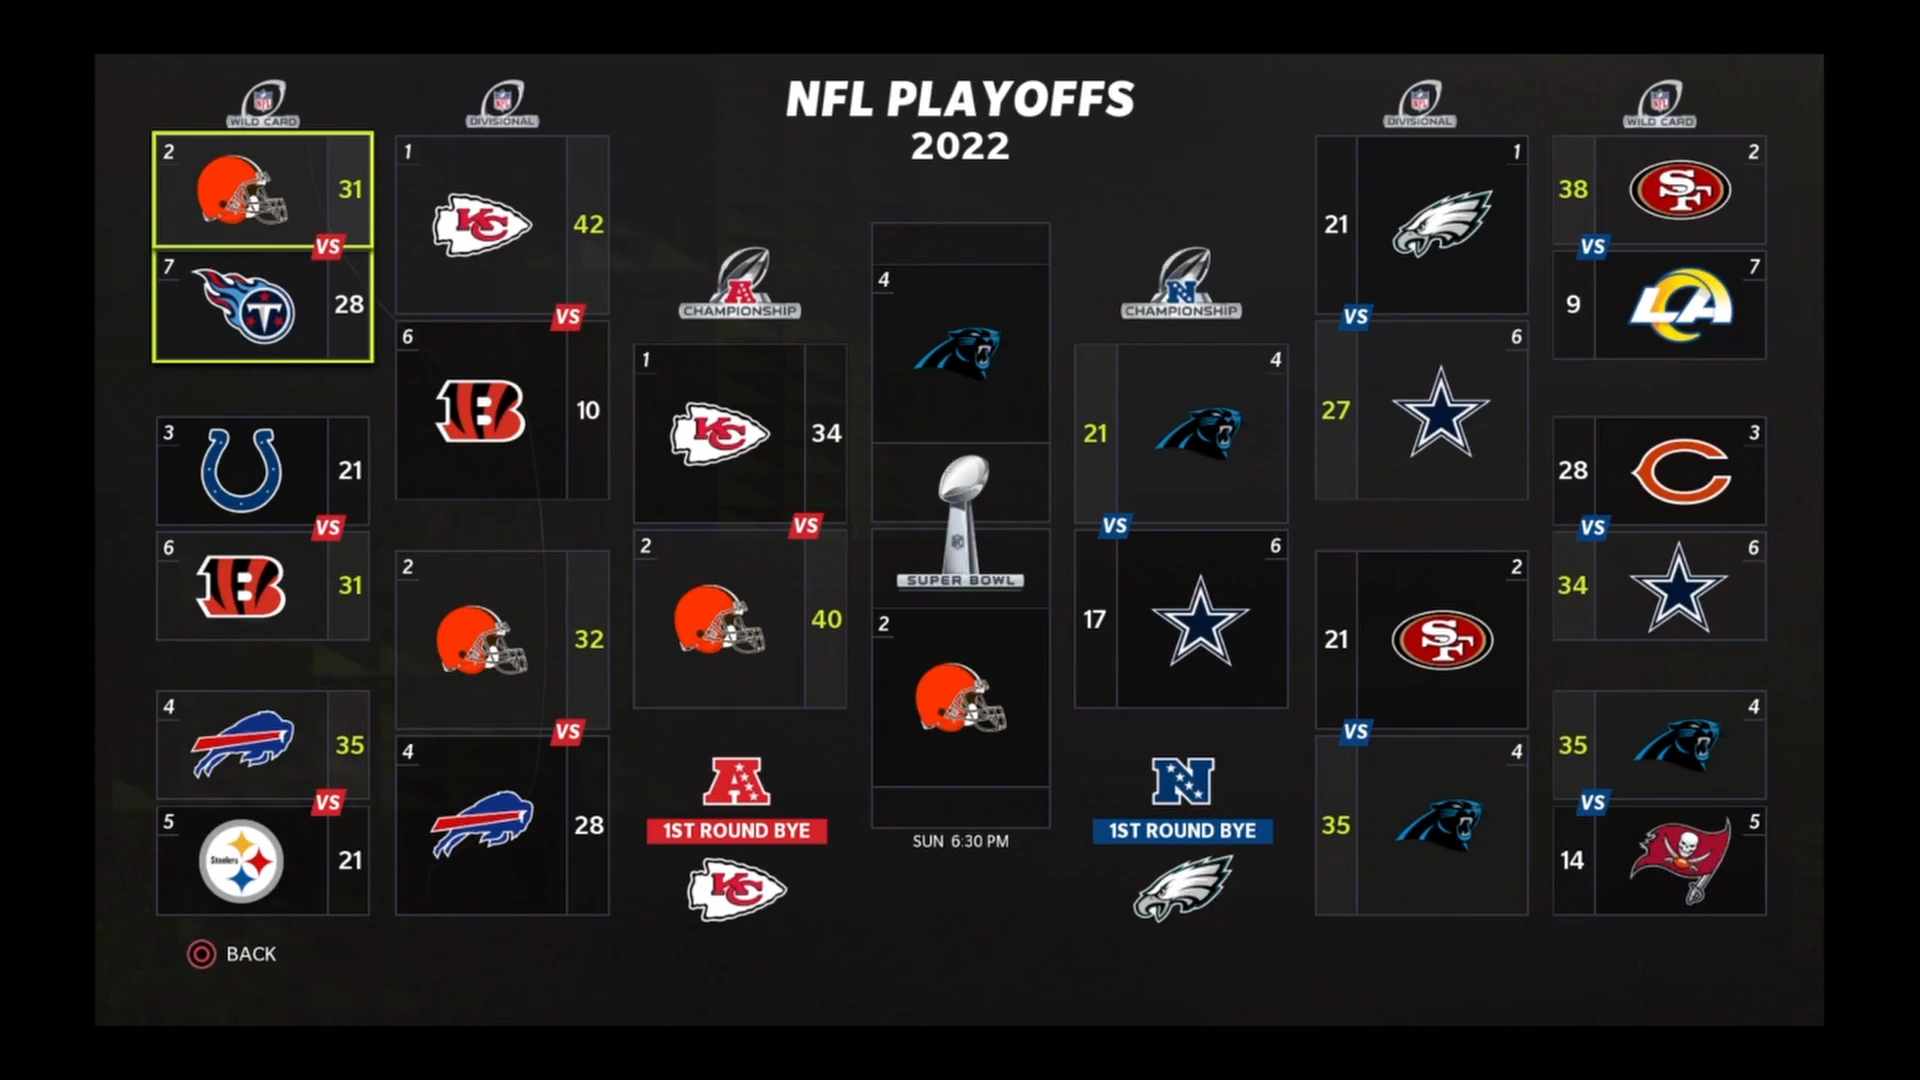 NFL PLAYOFFS
2022
WILD CARD
DIVISIONAL
DIVISIONAL
WILD CARD
2
31
VS
7
28
3
21
VS
6
31
4
35
VS
5
Steelers
21
1
42
VS
6
10
2
32
VS
4
28
A
CHAMPIONSHIP
1
34
VS
2
40
A
1ST ROUND BYE
4
SUPER BOWL
2
SUN 6:30 PM
N
CHAMPIONSHIP
4
21
VS
6
17
N
1ST ROUND BYE
1
21
VS
6
27
2
21
VS
4
35
2
38
VS
7
9
3
28
VS
6
34
4
35
VS
5
14
BACK